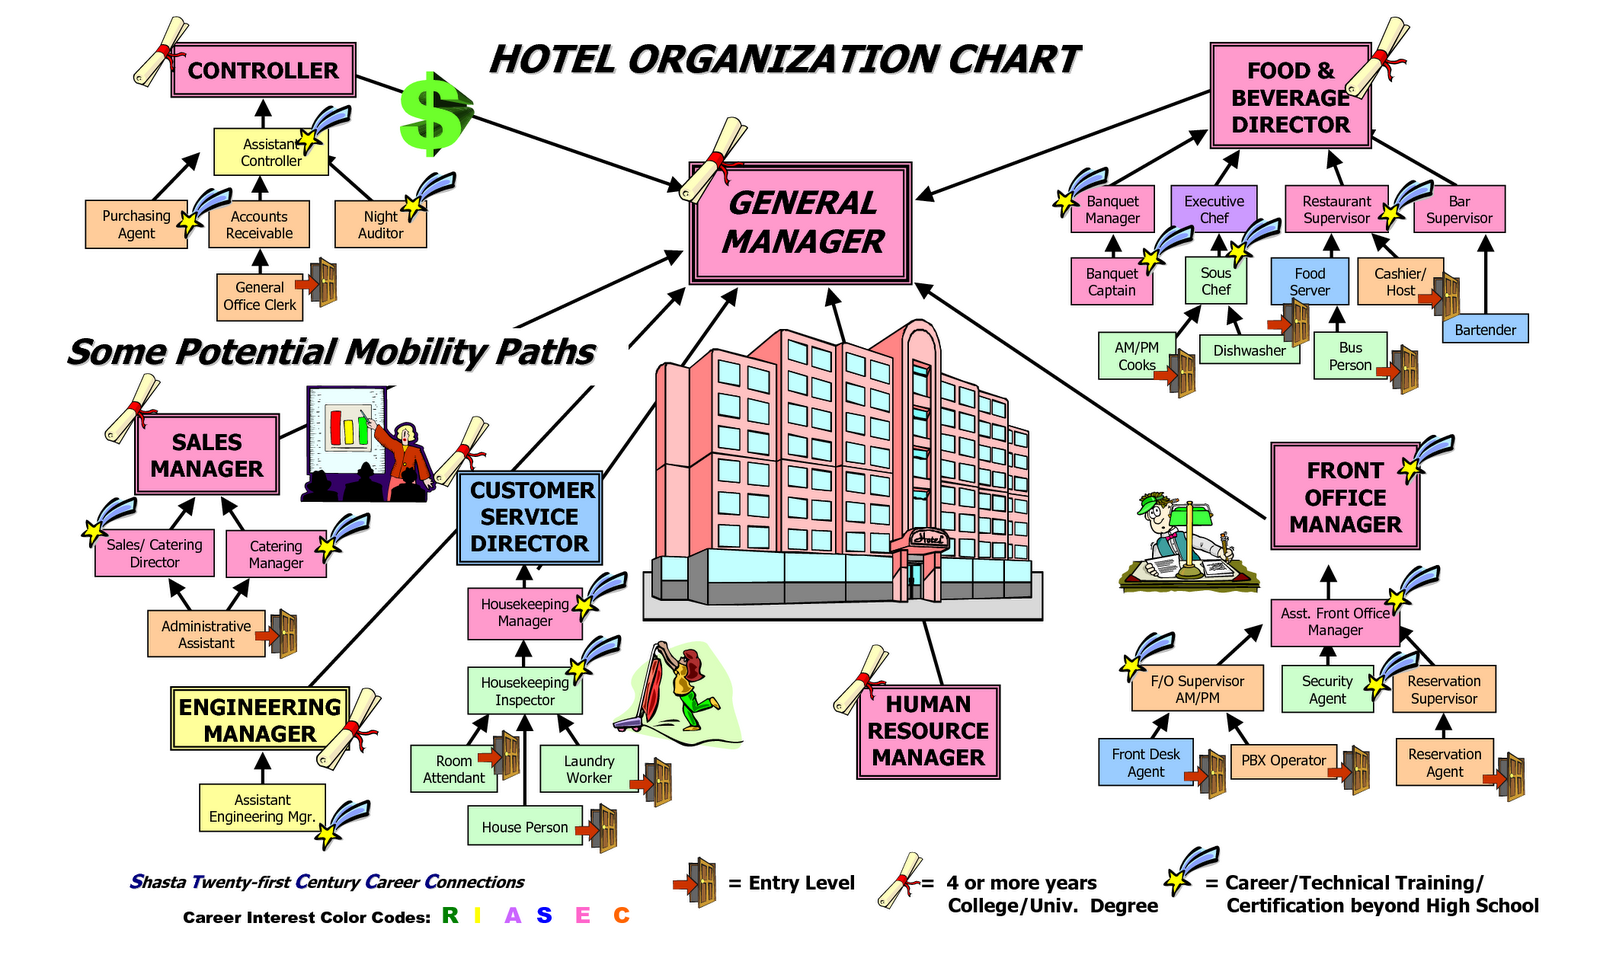 HOTEL ORGANIZATION CHART
CONTROLLER
Assistant
Controller
Purchasing
Agent
Accounts
Receivable
Night
Auditor
General
Office Clerk
$
GENERAL
MANAGER
FOOD &
BEVERAGE
DIRECTOR
Banquet
Manager
Executive
Chef
Restaurant
Supervisor
Bar
Supervisor
Banquet
Captain
Sous
Chef
Food
Server
Cashier/
Host
Bartender
AM/PM
Cooks
Dishwasher
Bus
Person
Some Potential Mobility Paths
SALES
MANAGER
Sales/ Catering
Director
Catering
Manager
Administrative
Assistant
CUSTOMER
SERVICE
DIRECTOR
Housekeeping
Manager
Housekeeping
Inspector
Room
Attendant
Laundry
Worker
House Person
ENGINEERING
MANAGER
Assistant
Engineering Mgr.
Hotel
HUMAN
RESOURCE
MANAGER
FRONT
OFFICE
MANAGER
Asst. Front Office
Manager
F/O Supervisor
AM/PM
Security
Agent
Reservation
Supervisor
Front Desk
Agent
PBX Operator
Reservation
Agent
Shasta Twenty-first Century Career Connections
Career Interest Color Codes: R I A S E C
= Entry Level
= 4 or more years
College/Univ. Degree
= Career/Technical Training/
Certification beyond High School